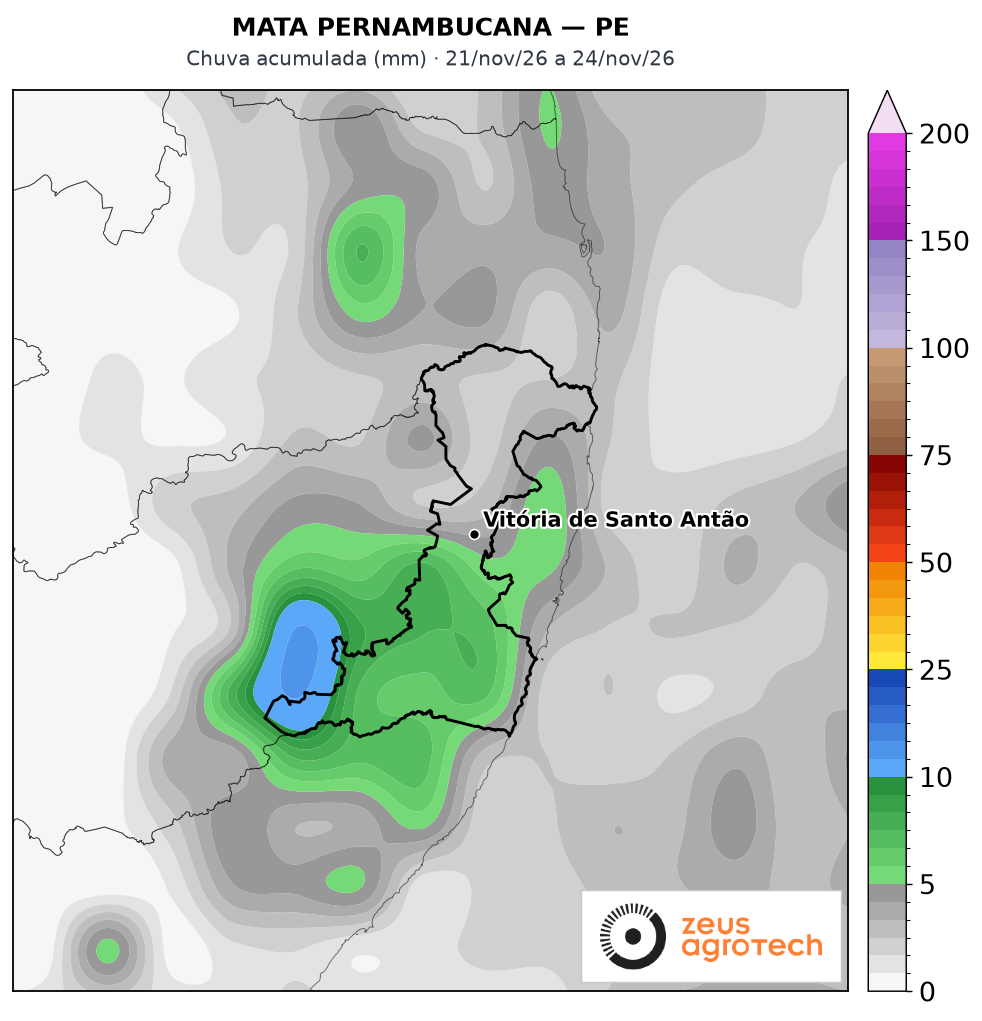 MATA PERNAMBUCANA — PE
Chuva acumulada (mm) · 21/nov/26 a 24/nov/26
200
150
100
75
50
25
10
5
0
Vitória de Santo Antão
zeus
agrotech